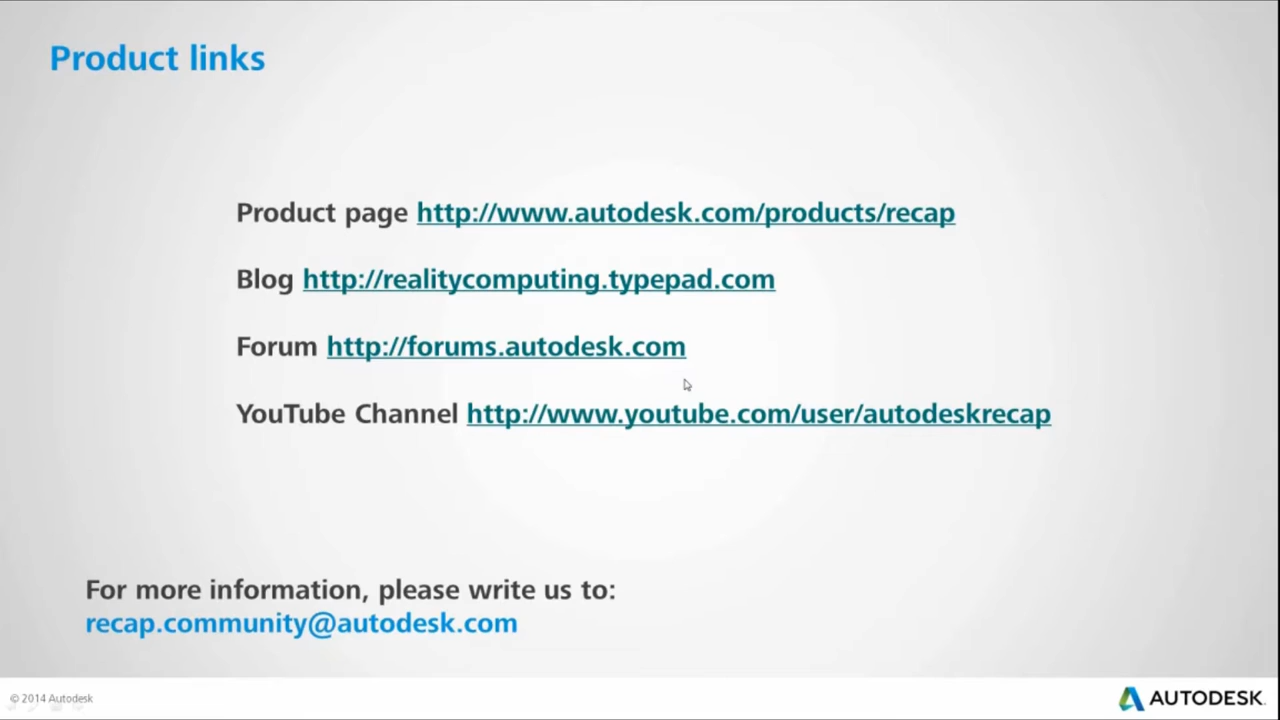 Product links
Product page http://www.autodesk.com/products/recap
Blog http://realitycomputing.typepad.com
Forum http://forums.autodesk.com
YouTube Channel http://www.youtube.com/user/autodeskrecap
For more information, please write us to:
recap.community@autodesk.com
© 2014 Autodesk
AUTODESK.